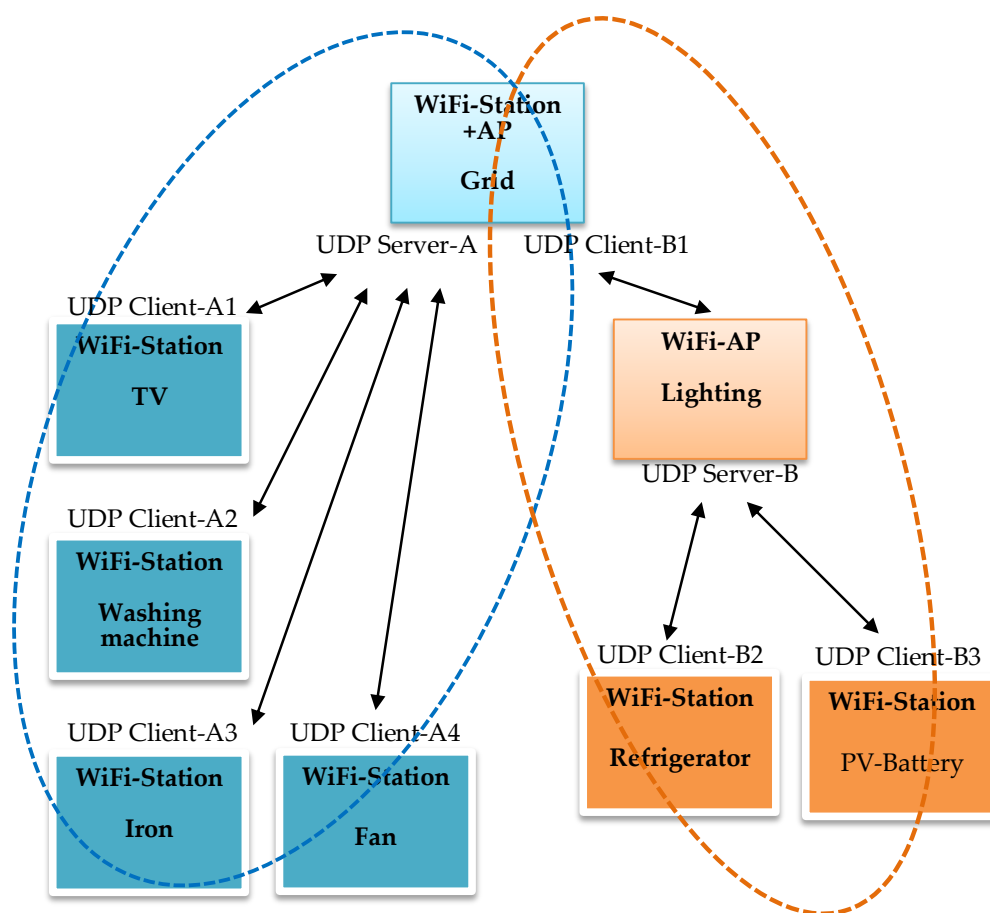 WiFi-Station
+AP
Grid
UDP Server-A
UDP Client-B1
UDP Client-A1
WiFi-Station
TV
WiFi-AP
Lighting
UDP Server-B
UDP Client-A2
WiFi-Station
Washing
machine
UDP Client-B2
WiFi-Station
Refrigerator
UDP Client-B3
WiFi-Station
PV-Battery
UDP Client-A3
WiFi-Station
Iron
UDP Client-A4
WiFi-Station
Fan